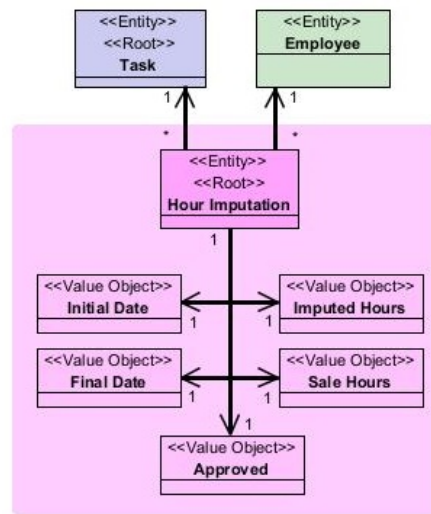 <<Entity>>
<<Root>>
Task
<<Entity>>
Employee
1
1
*
*
<<Entity>>
<<Root>>
Hour Imputation
1
<<Value Object>>
Initial Date
<<Value Object>>
Imputed Hours
1
1
<<Value Object>>
Final Date
<<Value Object>>
Sale Hours
1
1
1
<<Value Object>>
Approved